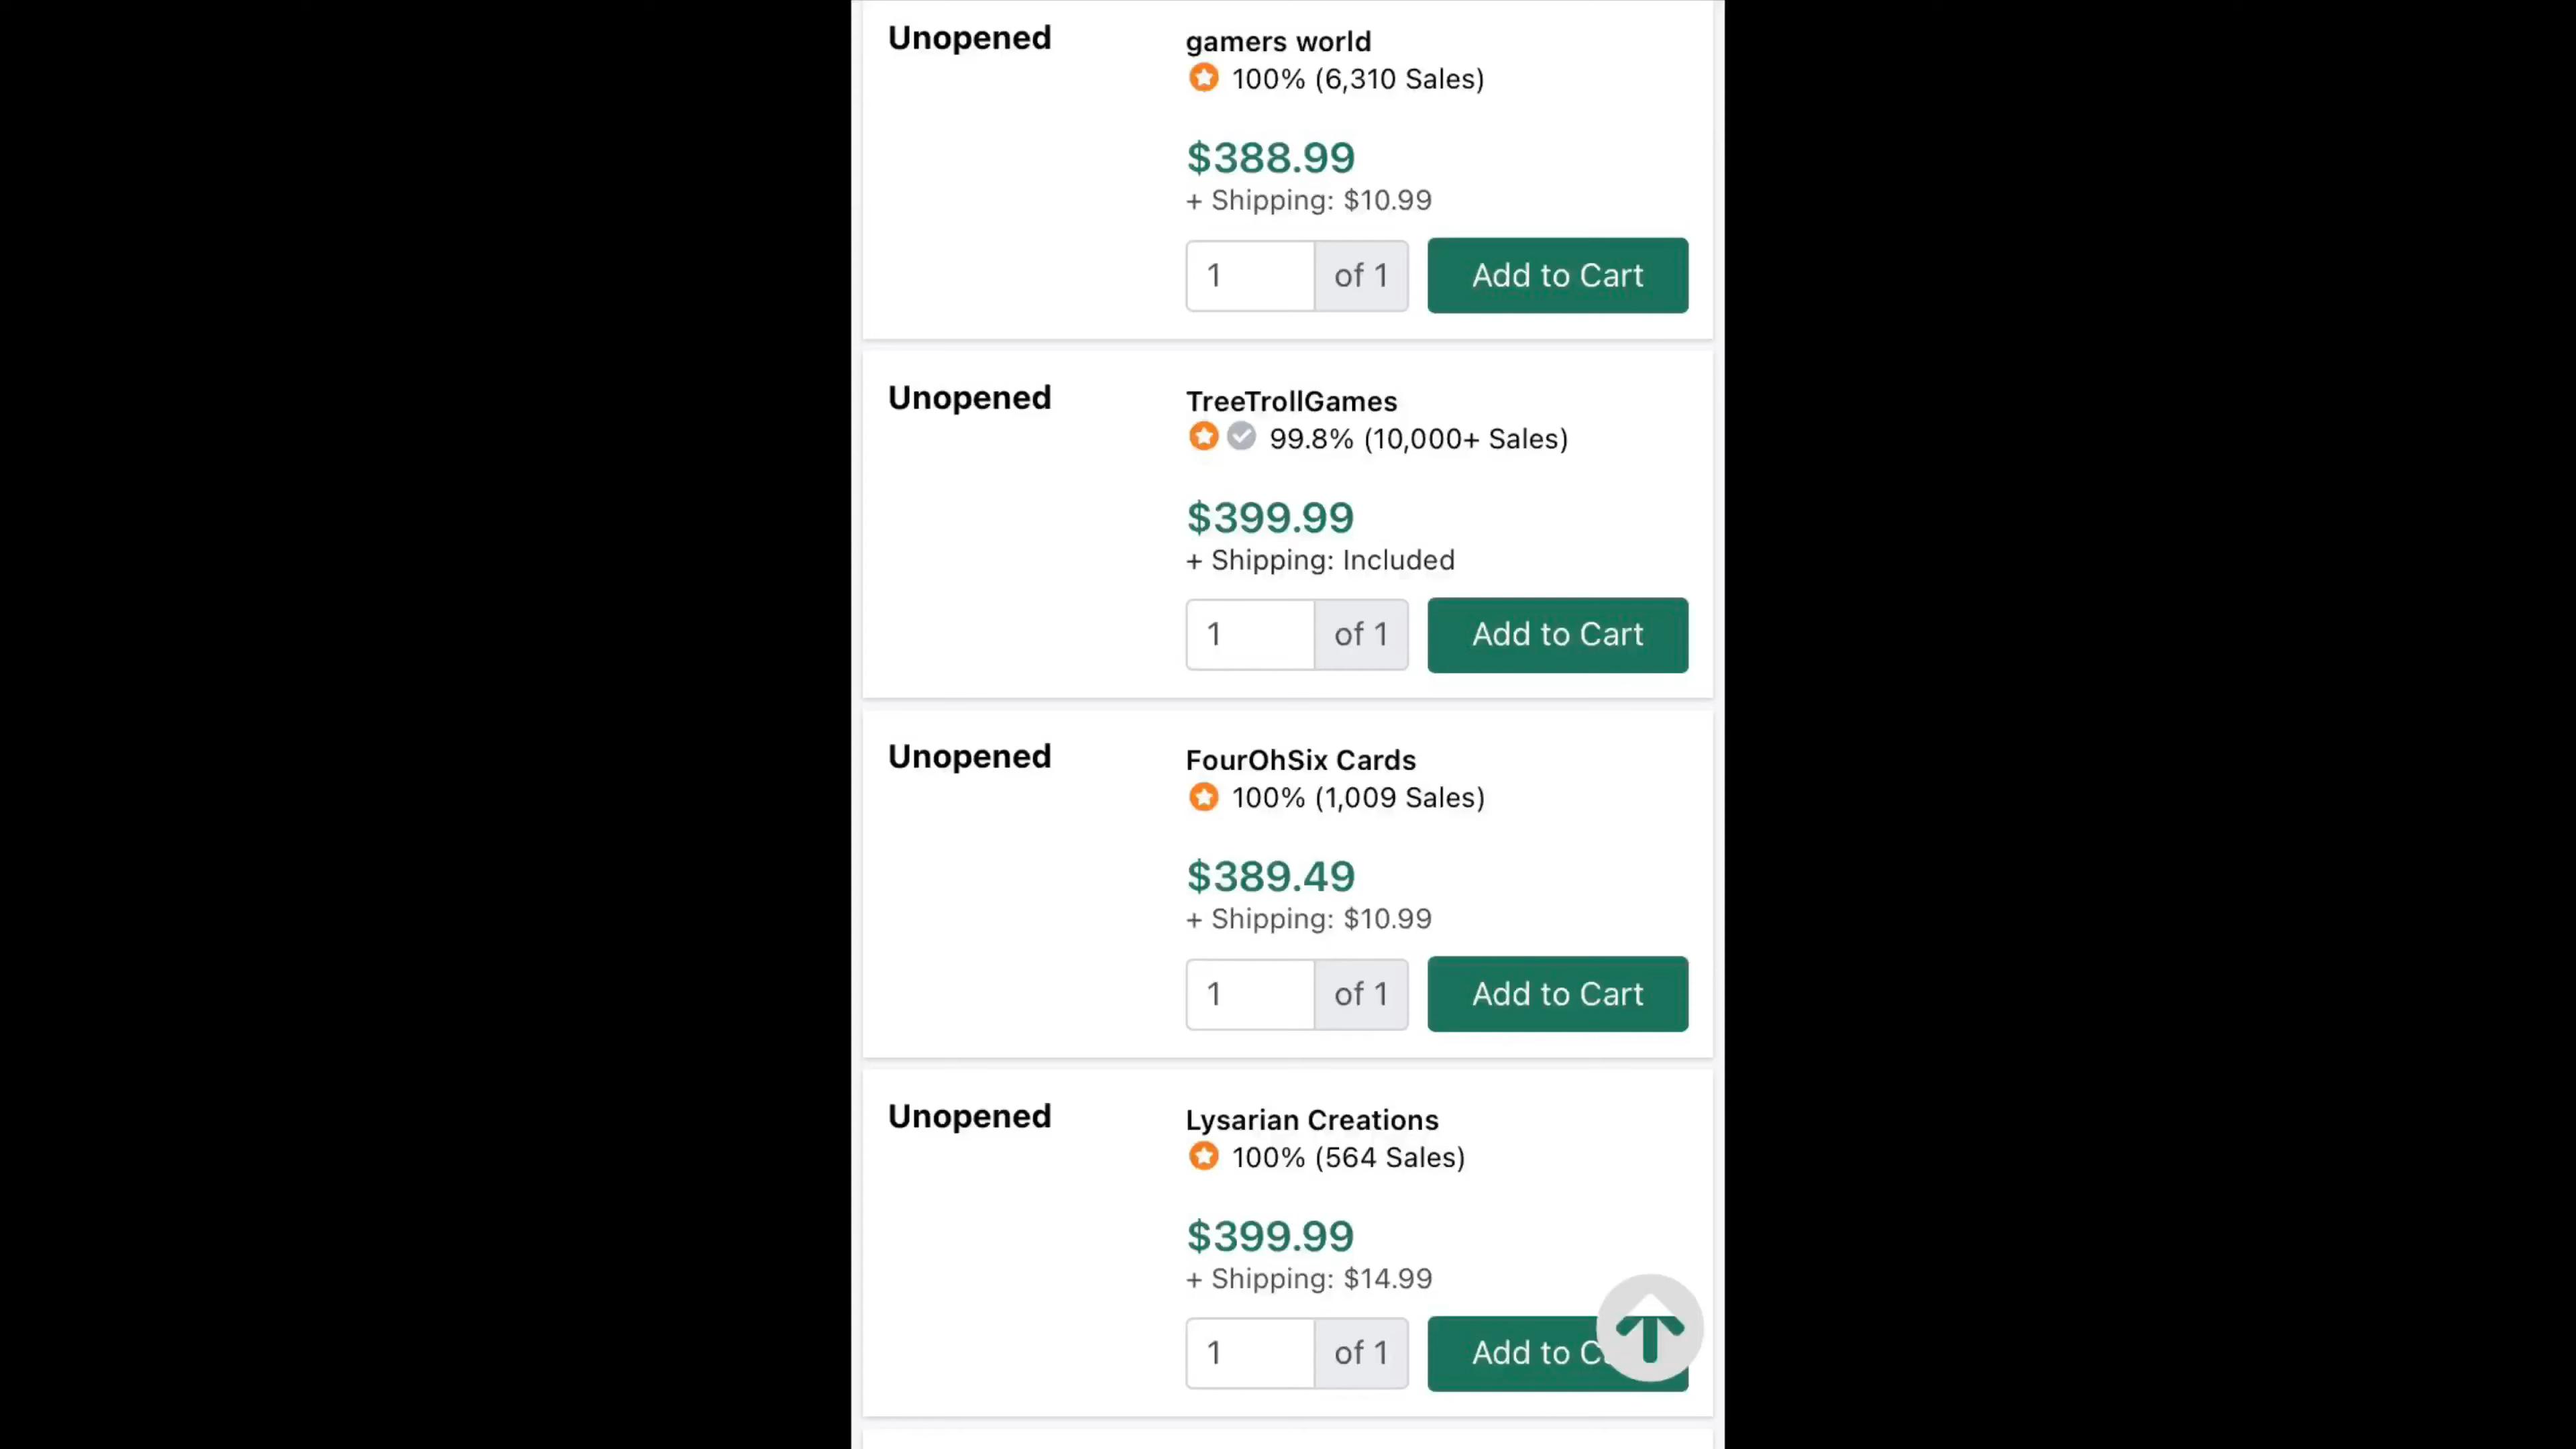 Unopened
gamers world
100% (6,310 Sales)
$388.99
+ Shipping: $10.99
1 of 1 Add to Cart
Unopened
TreeTrollGames
99.8% (10,000+ Sales)
$399.99
+ Shipping: Included
1 of 1 Add to Cart
Unopened
FourOhSix Cards
100% (1,009 Sales)
$389.49
+ Shipping: $10.99
1 of 1 Add to Cart
Unopened
Lysarian Creations
100% (564 Sales)
$399.99
+ Shipping: $14.99
1 of 1 Add to